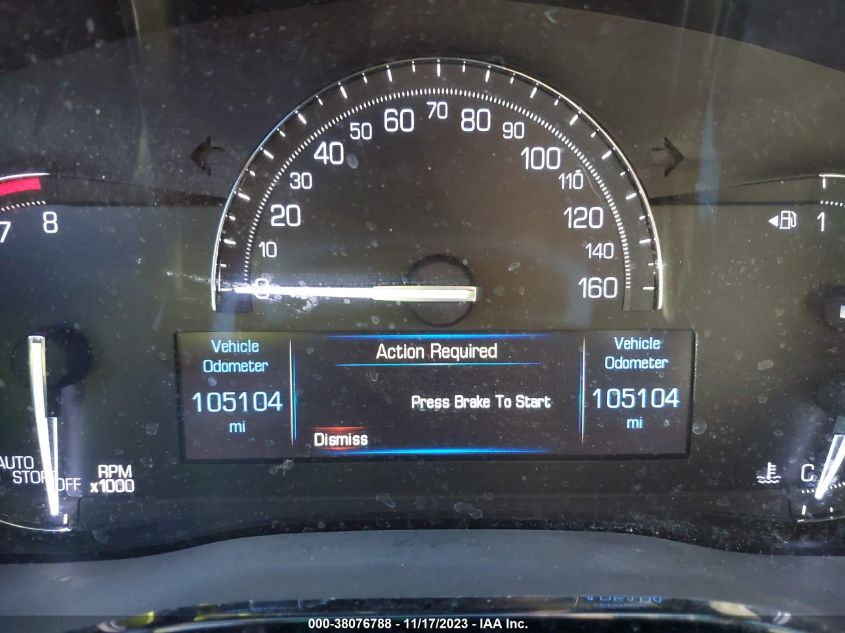 70
60 80
50 90
40 100
30 110
7 8 20 120 1
10 140
0 160
Vehicle Odometer
105104
mi
Action Required
Press Brake To Start
Dismiss
Vehicle Odometer
105104
mi
AUTO
STOP OFF
RPM
x1000
C
000-38076788 - 11/17/2023 - IAA Inc.